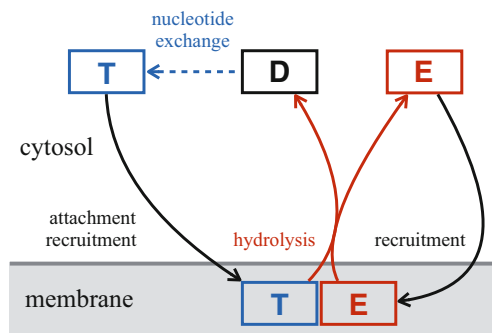 nucleotide
exchange
T
D
E
cytosol
attachment
recruitment
hydrolysis
recruitment
membrane
T
E